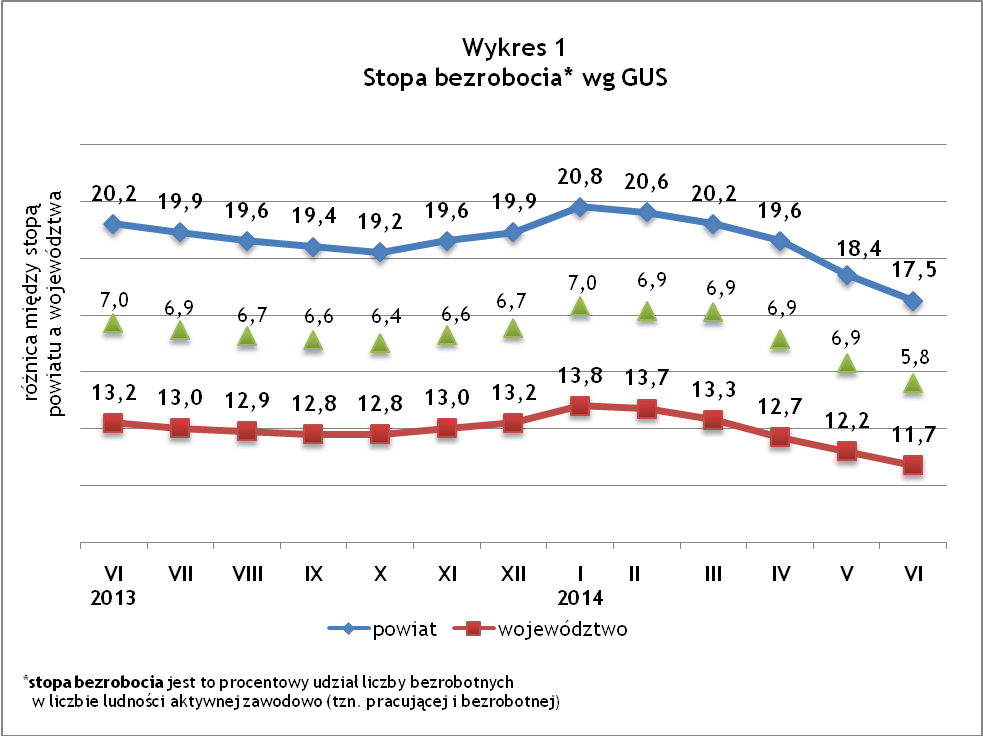 Wykres 1
Stopa bezrobocia* wg GUS
różnica między stopą
powiatu a województwa
20,2 19,9 19,6 19,4 19,2 19,6 19,9 20,8 20,6 20,2 19,6 18,4 17,5
7,0 6,9 6,7 6,6 6,4 6,6 6,7 7,0 6,9 6,9 6,9 6,9 5,8
13,2 13,0 12,9 12,8 12,8 13,0 13,2 13,8 13,7 13,3 12,7 12,2 11,7
VI VII VIII IX X XI XII I II III IV V VI
2013 2014
powiat województwo
*stopa bezrobocia jest to procentowy udział liczby bezrobotnych
w liczbie ludności aktywnej zawodowo (tzn. pracującej i bezrobotnej)